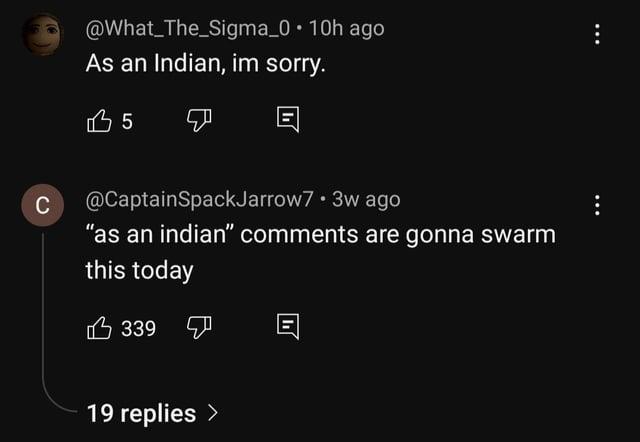 @What_The_Sigma_0 • 10h ago
As an Indian, im sorry.
5
C
@CaptainSpackJarrow7 • 3w ago
“as an indian” comments are gonna swarm
this today
339
19 replies >